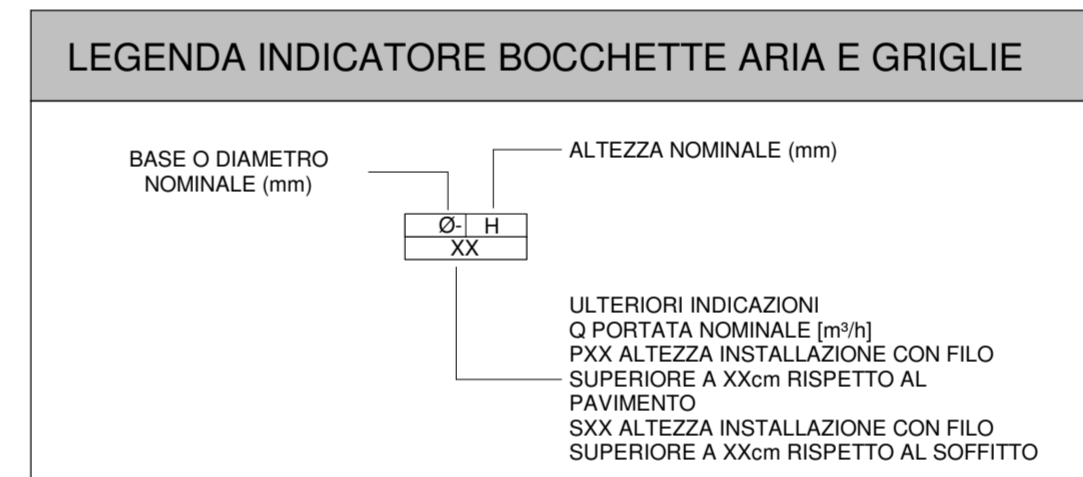 LEGENDA INDICATORE BOCCHETTE ARIA E GRIGLIE
BASE O DIAMETRO
NOMINALE (mm)
ALTEZZA NOMINALE (mm)
Ø- H
XX
ULTERIORI INDICAZIONI
Q PORTATA NOMINALE [m³/h]
PXX ALTEZZA INSTALLAZIONE CON FILO
SUPERIORE A XXcm RISPETTO AL
PAVIMENTO
SXX ALTEZZA INSTALLAZIONE CON FILO
SUPERIORE A XXcm RISPETTO AL SOFFITTO